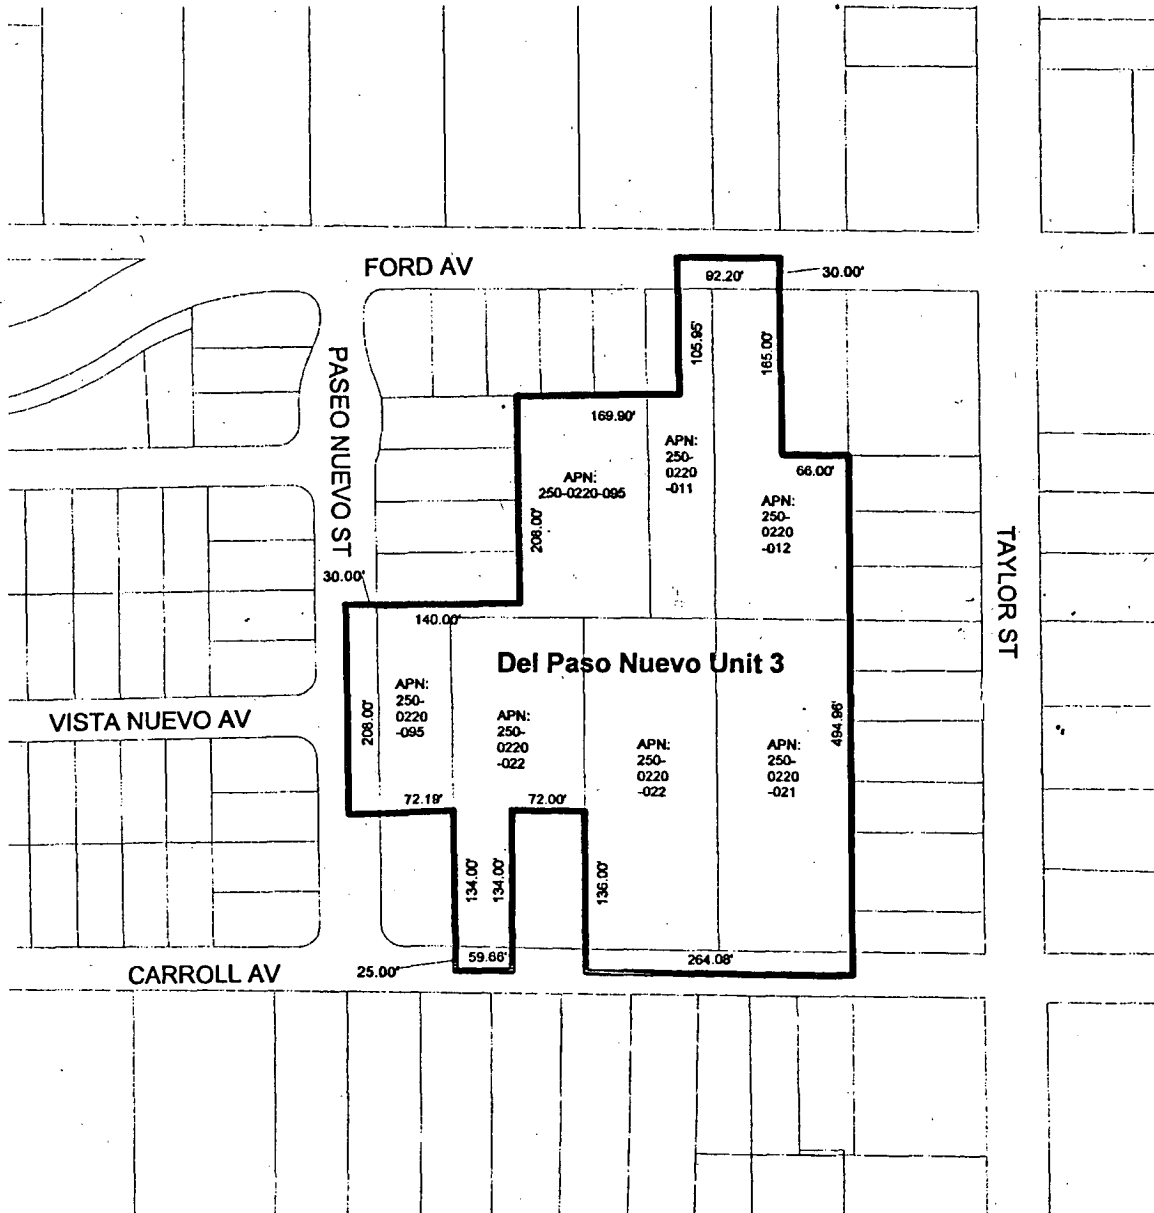 FORD AV
92.20'
30.00'
105.95'
165.00'
PASEO NUEVO ST
169.90'
APN:
250-
0220
-011
66.00'
APN:
250-0220-095
APN:
250-
0220
-012
208.00'
TAYLOR ST
30.00'
140.00'
Del Paso Nuevo Unit 3
APN:
250-
0220
-095
208.00'
VISTA NUEVO AV
APN:
250-
0220
-022
APN:
250-
0220
-022
APN:
250-
0220
-021
494.96'
72.19'
72.00'
134.00'
134.00'
136.00'
59.66'
264.08'
25.00'
CARROLL AV